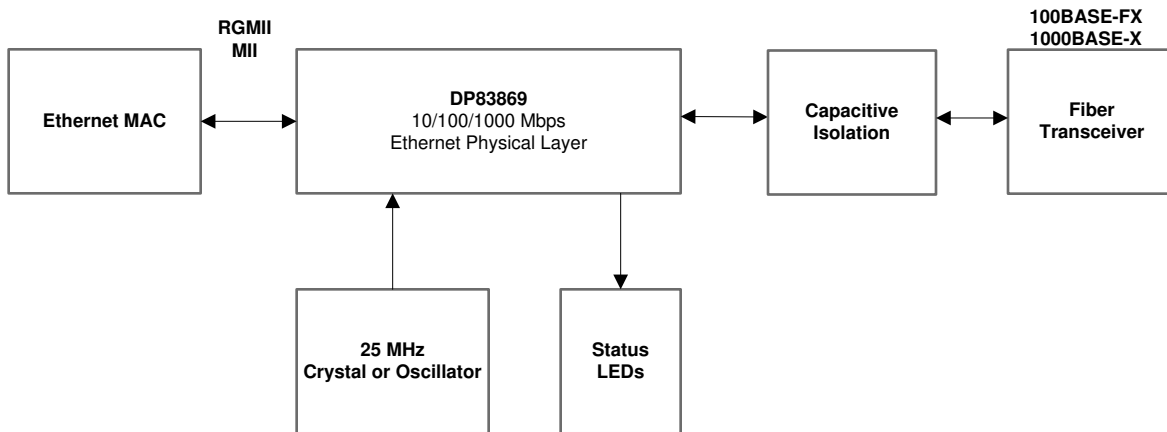 RGMII
MII
100BASE-FX
1000BASE-X
Ethernet MAC
DP83869
10/100/1000 Mbps
Ethernet Physical Layer
Capacitive
Isolation
Fiber
Transceiver
25 MHz
Crystal or Oscillator
Status
LEDs